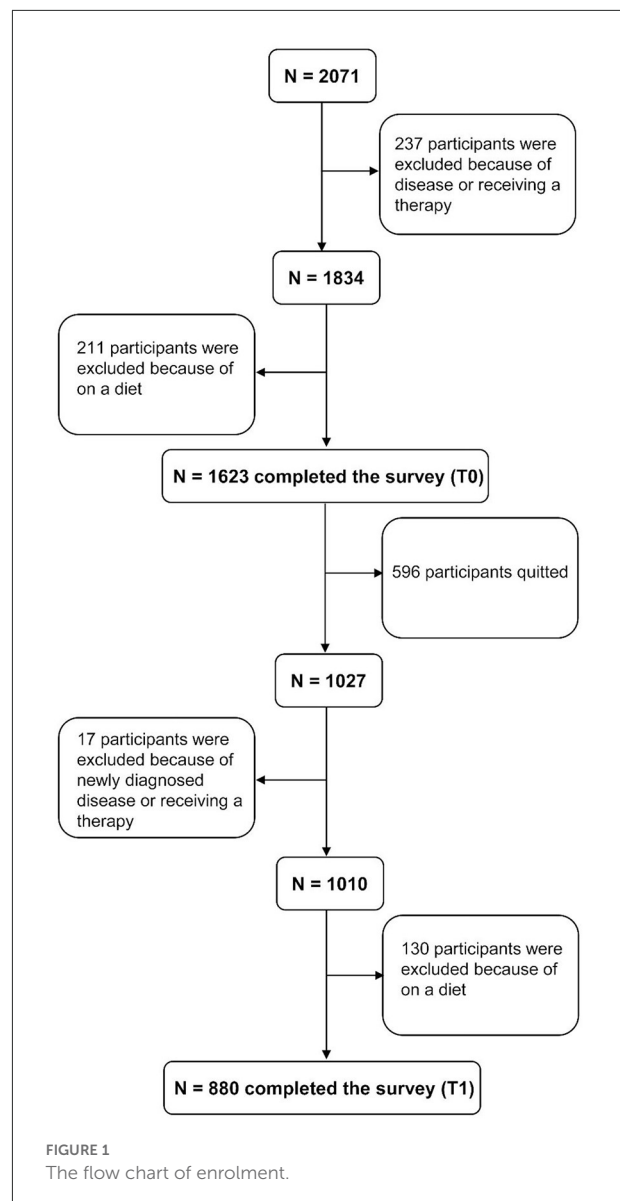 N = 2071
237 participants were
excluded because of
disease or receiving a
therapy
N = 1834
211 participants were
excluded because of
on a diet
N = 1623 completed the survey (T0)
596 participants quitted
N = 1027
17 participants were
excluded because of
newly diagnosed
disease or receiving a
therapy
N = 1010
130 participants were
excluded because of
on a diet
N = 880 completed the survey (T1)
FIGURE 1
The flow chart of enrolment.